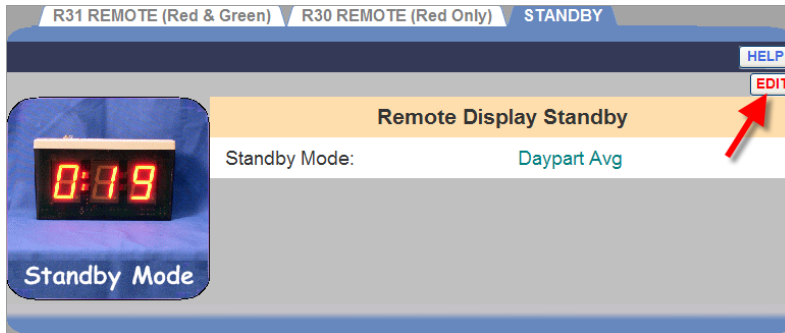 R31 REMOTE (Red & Green) R30 REMOTE (Red Only) STANDBY
HELP
EDIT
Remote Display Standby
Standby Mode: Daypart Avg
0:19
Standby Mode